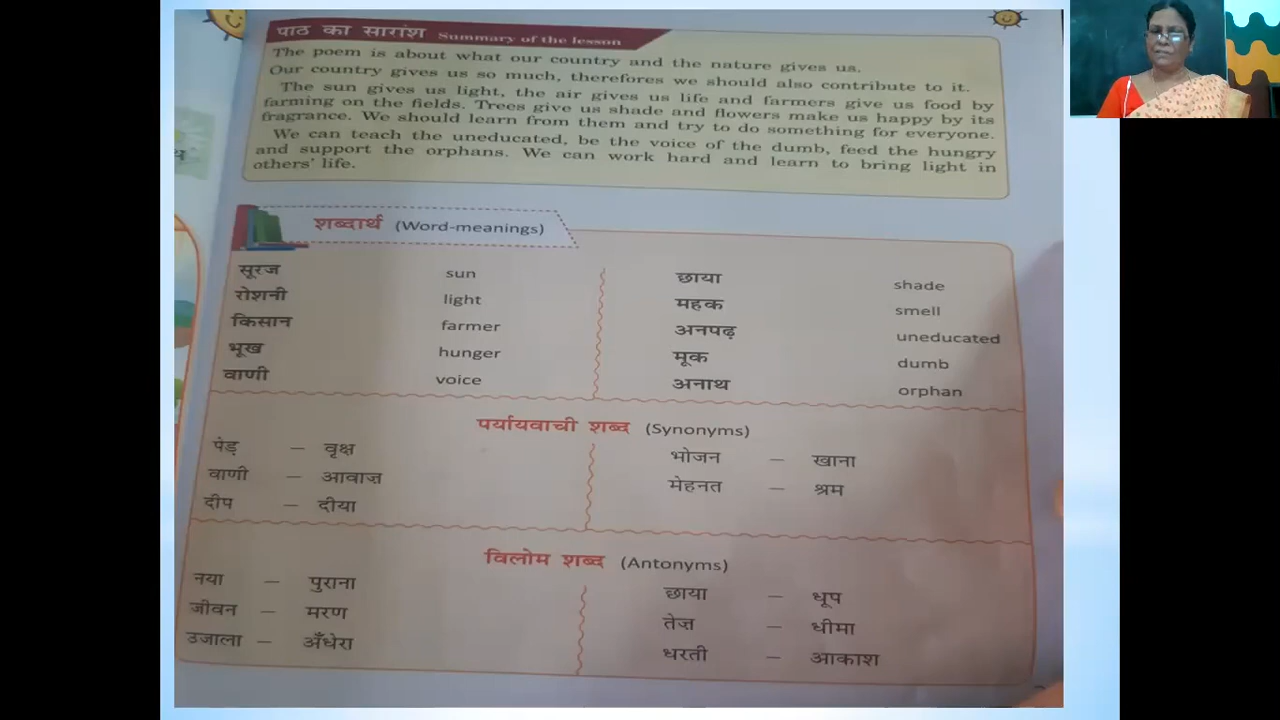 पाठ का सारांश Summary of the lesson
The poem is about what our country and the nature gives us.
Our country gives us so much, therefores we should also contribute to it.
The sun gives us light, the air gives us life and farmers give us food by
farming on the fields. Trees give us shade and flowers make us happy by its
fragrance. We should learn from them and try to do something for everyone.
We can teach the uneducated, be the voice of the dumb, feed the hungry
and support the orphans. We can work hard and learn to bring light in
others' life.
शब्दार्थ (Word-meanings)
सूरज sun छाया shade
रोशनी light महक smell
किसान farmer अनपढ़ uneducated
भूख hunger मूक dumb
वाणी voice अनाथ orphan
पर्यायवाची शब्द (Synonyms)
पेड़ – वृक्ष भोजन – खाना
वाणी – आवाज़ मेहनत – श्रम
दीप – दीया
विलोम शब्द (Antonyms)
नया – पुराना छाया – धूप
जीवन – मरण तेज़ – धीमा
उजाला – अँधेरा धरती – आकाश